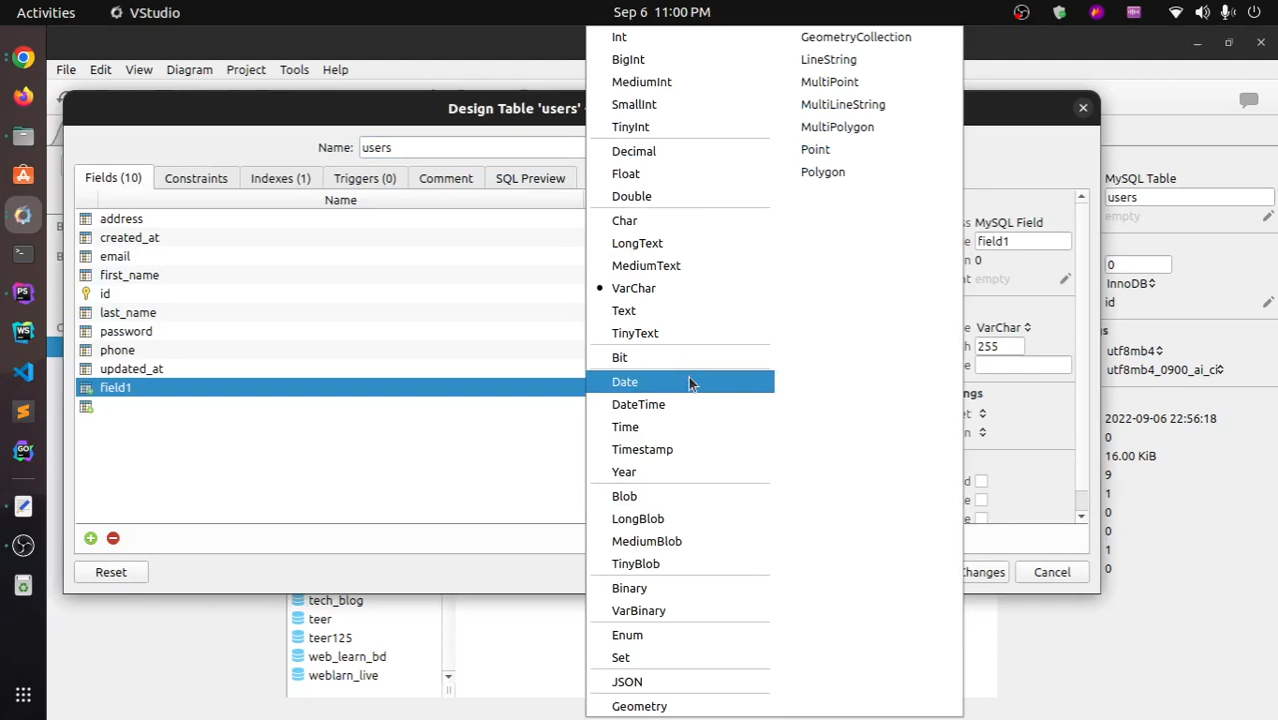 Activities
VStudio
Sep 6 11:00 PM
File
Edit
View
Diagram
Project
Tools
Help
Design Table 'users'
Name:
users
Fields (10)
Constraints
Indexes (1)
Triggers (0)
Comment
SQL Preview
Name
address
created_at
email
first_name
id
last_name
password
phone
updated_at
field1
Reset
tech_blog
teer
teer125
web_learn_bd
weblarn_live
Int
BigInt
MediumInt
SmallInt
TinyInt
Decimal
Float
Double
Char
LongText
MediumText
VarChar
Text
TinyText
Bit
Date
DateTime
Time
Timestamp
Year
Blob
LongBlob
MediumBlob
TinyBlob
Binary
VarBinary
Enum
Set
JSON
Geometry
GeometryCollection
LineString
MultiPoint
MultiLineString
MultiPolygon
Point
Polygon
MySQL Field
field1
0
empty
VarChar
255
Changes
Cancel
MySQL Table
users
empty
0
InnoDB
id
utf8mb4
utf8mb4_0900_ai_ci
2022-09-06 22:56:18
0
16.00 KiB
9
1
0
0
1
0